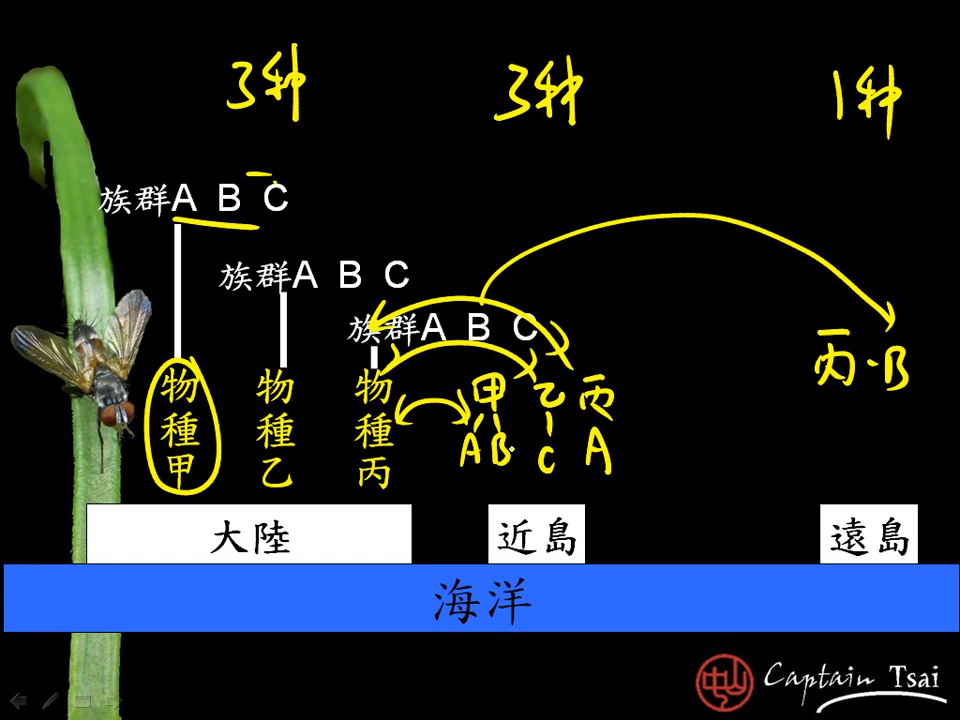 3种 3种 1种
族群A B C
族群A B C
族群A B C
物種甲 物種乙 物種丙
甲 乙 丙
A B C A
丙·B
大陸 近島 遠島
海洋
Captain Tsai